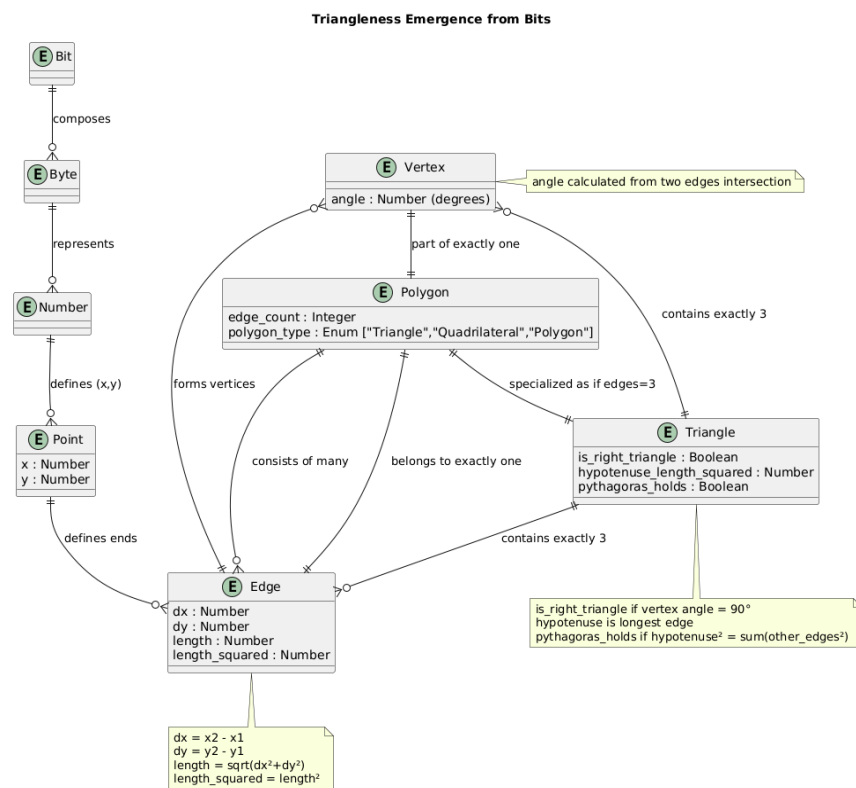 Triangleness Emergence from Bits
E Bit
composes
E Byte
represents
E Number
defines (x,y)
E Point
x : Number
y : Number
defines ends
E Vertex
angle : Number (degrees)
angle calculated from two edges intersection
part of exactly one
E Polygon
edge_count : Integer
polygon_type : Enum ["Triangle","Quadrilateral","Polygon"]
contains exactly 3
forms vertices
specialized as if edges=3
consists of many
belongs to exactly one
E Triangle
is_right_triangle : Boolean
hypotenuse_length_squared : Number
pythagoras_holds : Boolean
contains exactly 3
E Edge
dx : Number
dy : Number
length : Number
length_squared : Number
is_right_triangle if vertex angle = 90°
hypotenuse is longest edge
pythagoras_holds if hypotenuse² = sum(other_edges²)
dx = x2 - x1
dy = y2 - y1
length = sqrt(dx²+dy²)
length_squared = length²